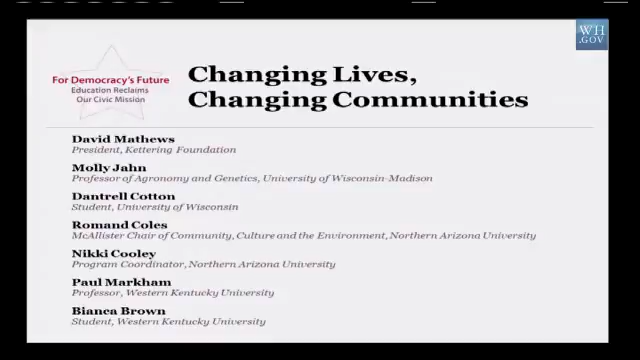 WH
.GOV
For Democracy's Future
Education Reclaims
Our Civic Mission
Changing Lives,
Changing Communities
David Mathews
President, Kettering Foundation
Molly Jahn
Professor of Agronomy and Genetics, University of Wisconsin-Madison
Dantrell Cotton
Student, University of Wisconsin
Romand Coles
McAllister Chair of Community, Culture and the Environment, Northern Arizona University
Nikki Cooley
Program Coordinator, Northern Arizona University
Paul Markham
Professor, Western Kentucky University
Bianca Brown
Student, Western Kentucky University